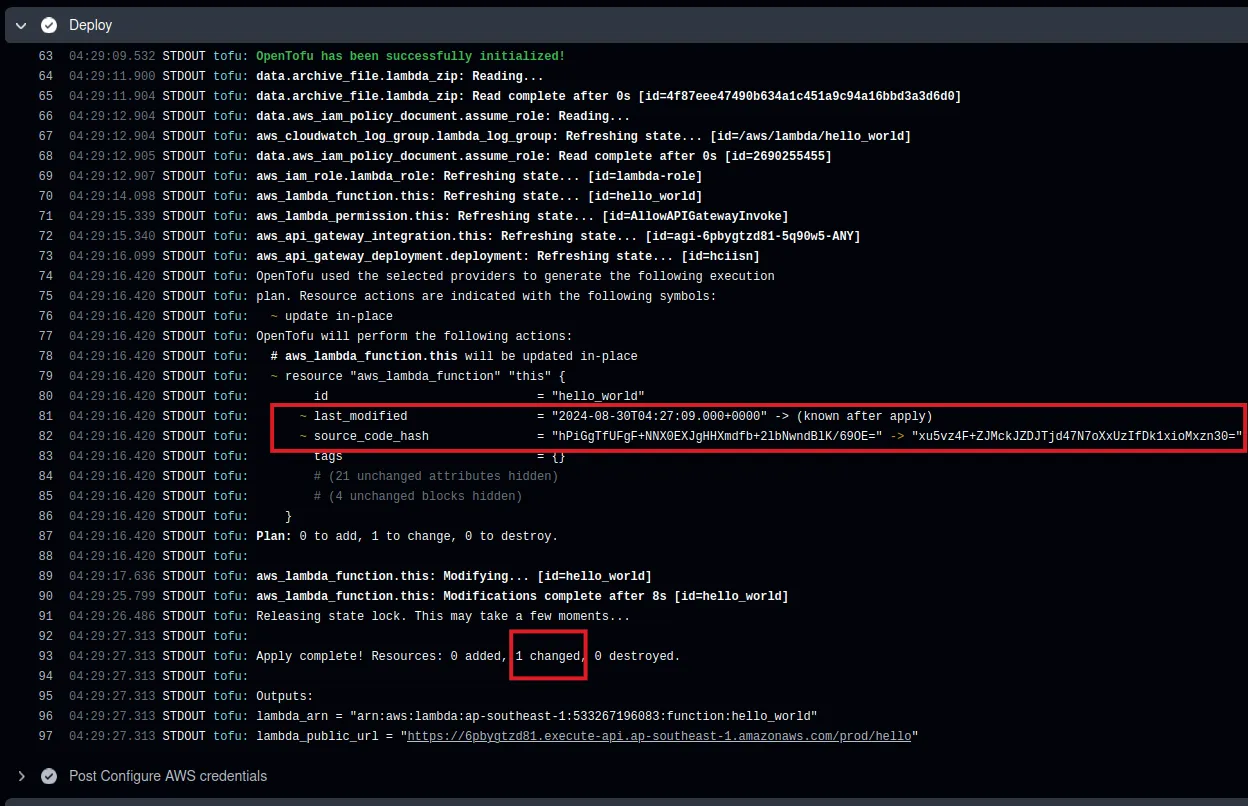 Deploy
63 04:29:09.532 STDOUT tofu: OpenTofu has been successfully initialized!
64 04:29:11.900 STDOUT tofu: data.archive_file.lambda_zip: Reading...
65 04:29:11.904 STDOUT tofu: data.archive_file.lambda_zip: Read complete after 0s [id=4f87eee47490b634a1c451a9c94a16bbd3a3d6d0]
66 04:29:12.904 STDOUT tofu: data.aws_iam_policy_document.assume_role: Reading...
67 04:29:12.904 STDOUT tofu: aws_cloudwatch_log_group.lambda_log_group: Refreshing state... [id=/aws/lambda/hello_world]
68 04:29:12.905 STDOUT tofu: data.aws_iam_policy_document.assume_role: Read complete after 0s [id=2690255455]
69 04:29:12.907 STDOUT tofu: aws_iam_role.lambda_role: Refreshing state... [id=lambda-role]
70 04:29:14.098 STDOUT tofu: aws_lambda_function.this: Refreshing state... [id=hello_world]
71 04:29:15.339 STDOUT tofu: aws_lambda_permission.this: Refreshing state... [id=AllowAPIGatewayInvoke]
72 04:29:15.340 STDOUT tofu: aws_api_gateway_integration.this: Refreshing state... [id=agi-6pbygtzd81-5q90w5-ANY]
73 04:29:16.099 STDOUT tofu: aws_api_gateway_deployment.deployment: Refreshing state... [id=hciisn]
74 04:29:16.420 STDOUT tofu: OpenTofu used the selected providers to generate the following execution
75 04:29:16.420 STDOUT tofu: plan. Resource actions are indicated with the following symbols:
76 04:29:16.420 STDOUT tofu:   ~ update in-place
77 04:29:16.420 STDOUT tofu: OpenTofu will perform the following actions:
78 04:29:16.420 STDOUT tofu:   # aws_lambda_function.this will be updated in-place
79 04:29:16.420 STDOUT tofu:   ~ resource "aws_lambda_function" "this" {
80 04:29:16.420 STDOUT tofu:         id                             = "hello_world"
81 04:29:16.420 STDOUT tofu:       ~ last_modified                  = "2024-08-30T04:27:09.000+0000" -> (known after apply)
82 04:29:16.420 STDOUT tofu:       ~ source_code_hash               = "hPiGgTfUFgF+NNX0EXJgHHXmdfb+2lbNwndBlK/69OE=" -> "xu5vz4F+ZJMckJZDJTjd47N7oXxUzIfDk1xioMxzn30="
83 04:29:16.420 STDOUT tofu:         tags                           = {}
84 04:29:16.420 STDOUT tofu:         # (21 unchanged attributes hidden)
85 04:29:16.420 STDOUT tofu:         # (4 unchanged blocks hidden)
86 04:29:16.420 STDOUT tofu:     }
87 04:29:16.420 STDOUT tofu: Plan: 0 to add, 1 to change, 0 to destroy.
88 04:29:16.420 STDOUT tofu:
89 04:29:17.636 STDOUT tofu: aws_lambda_function.this: Modifying... [id=hello_world]
90 04:29:25.799 STDOUT tofu: aws_lambda_function.this: Modifications complete after 8s [id=hello_world]
91 04:29:26.486 STDOUT tofu: Releasing state lock. This may take a few moments...
92 04:29:27.313 STDOUT tofu:
93 04:29:27.313 STDOUT tofu: Apply complete! Resources: 0 added, 1 changed, 0 destroyed.
94 04:29:27.313 STDOUT tofu:
95 04:29:27.313 STDOUT tofu: Outputs:
96 04:29:27.313 STDOUT tofu: lambda_arn = "arn:aws:lambda:ap-southeast-1:533267196083:function:hello_world"
97 04:29:27.313 STDOUT tofu: lambda_public_url = "https://6pbygtzd81.execute-api.ap-southeast-1.amazonaws.com/prod/hello"
Post Configure AWS credentials